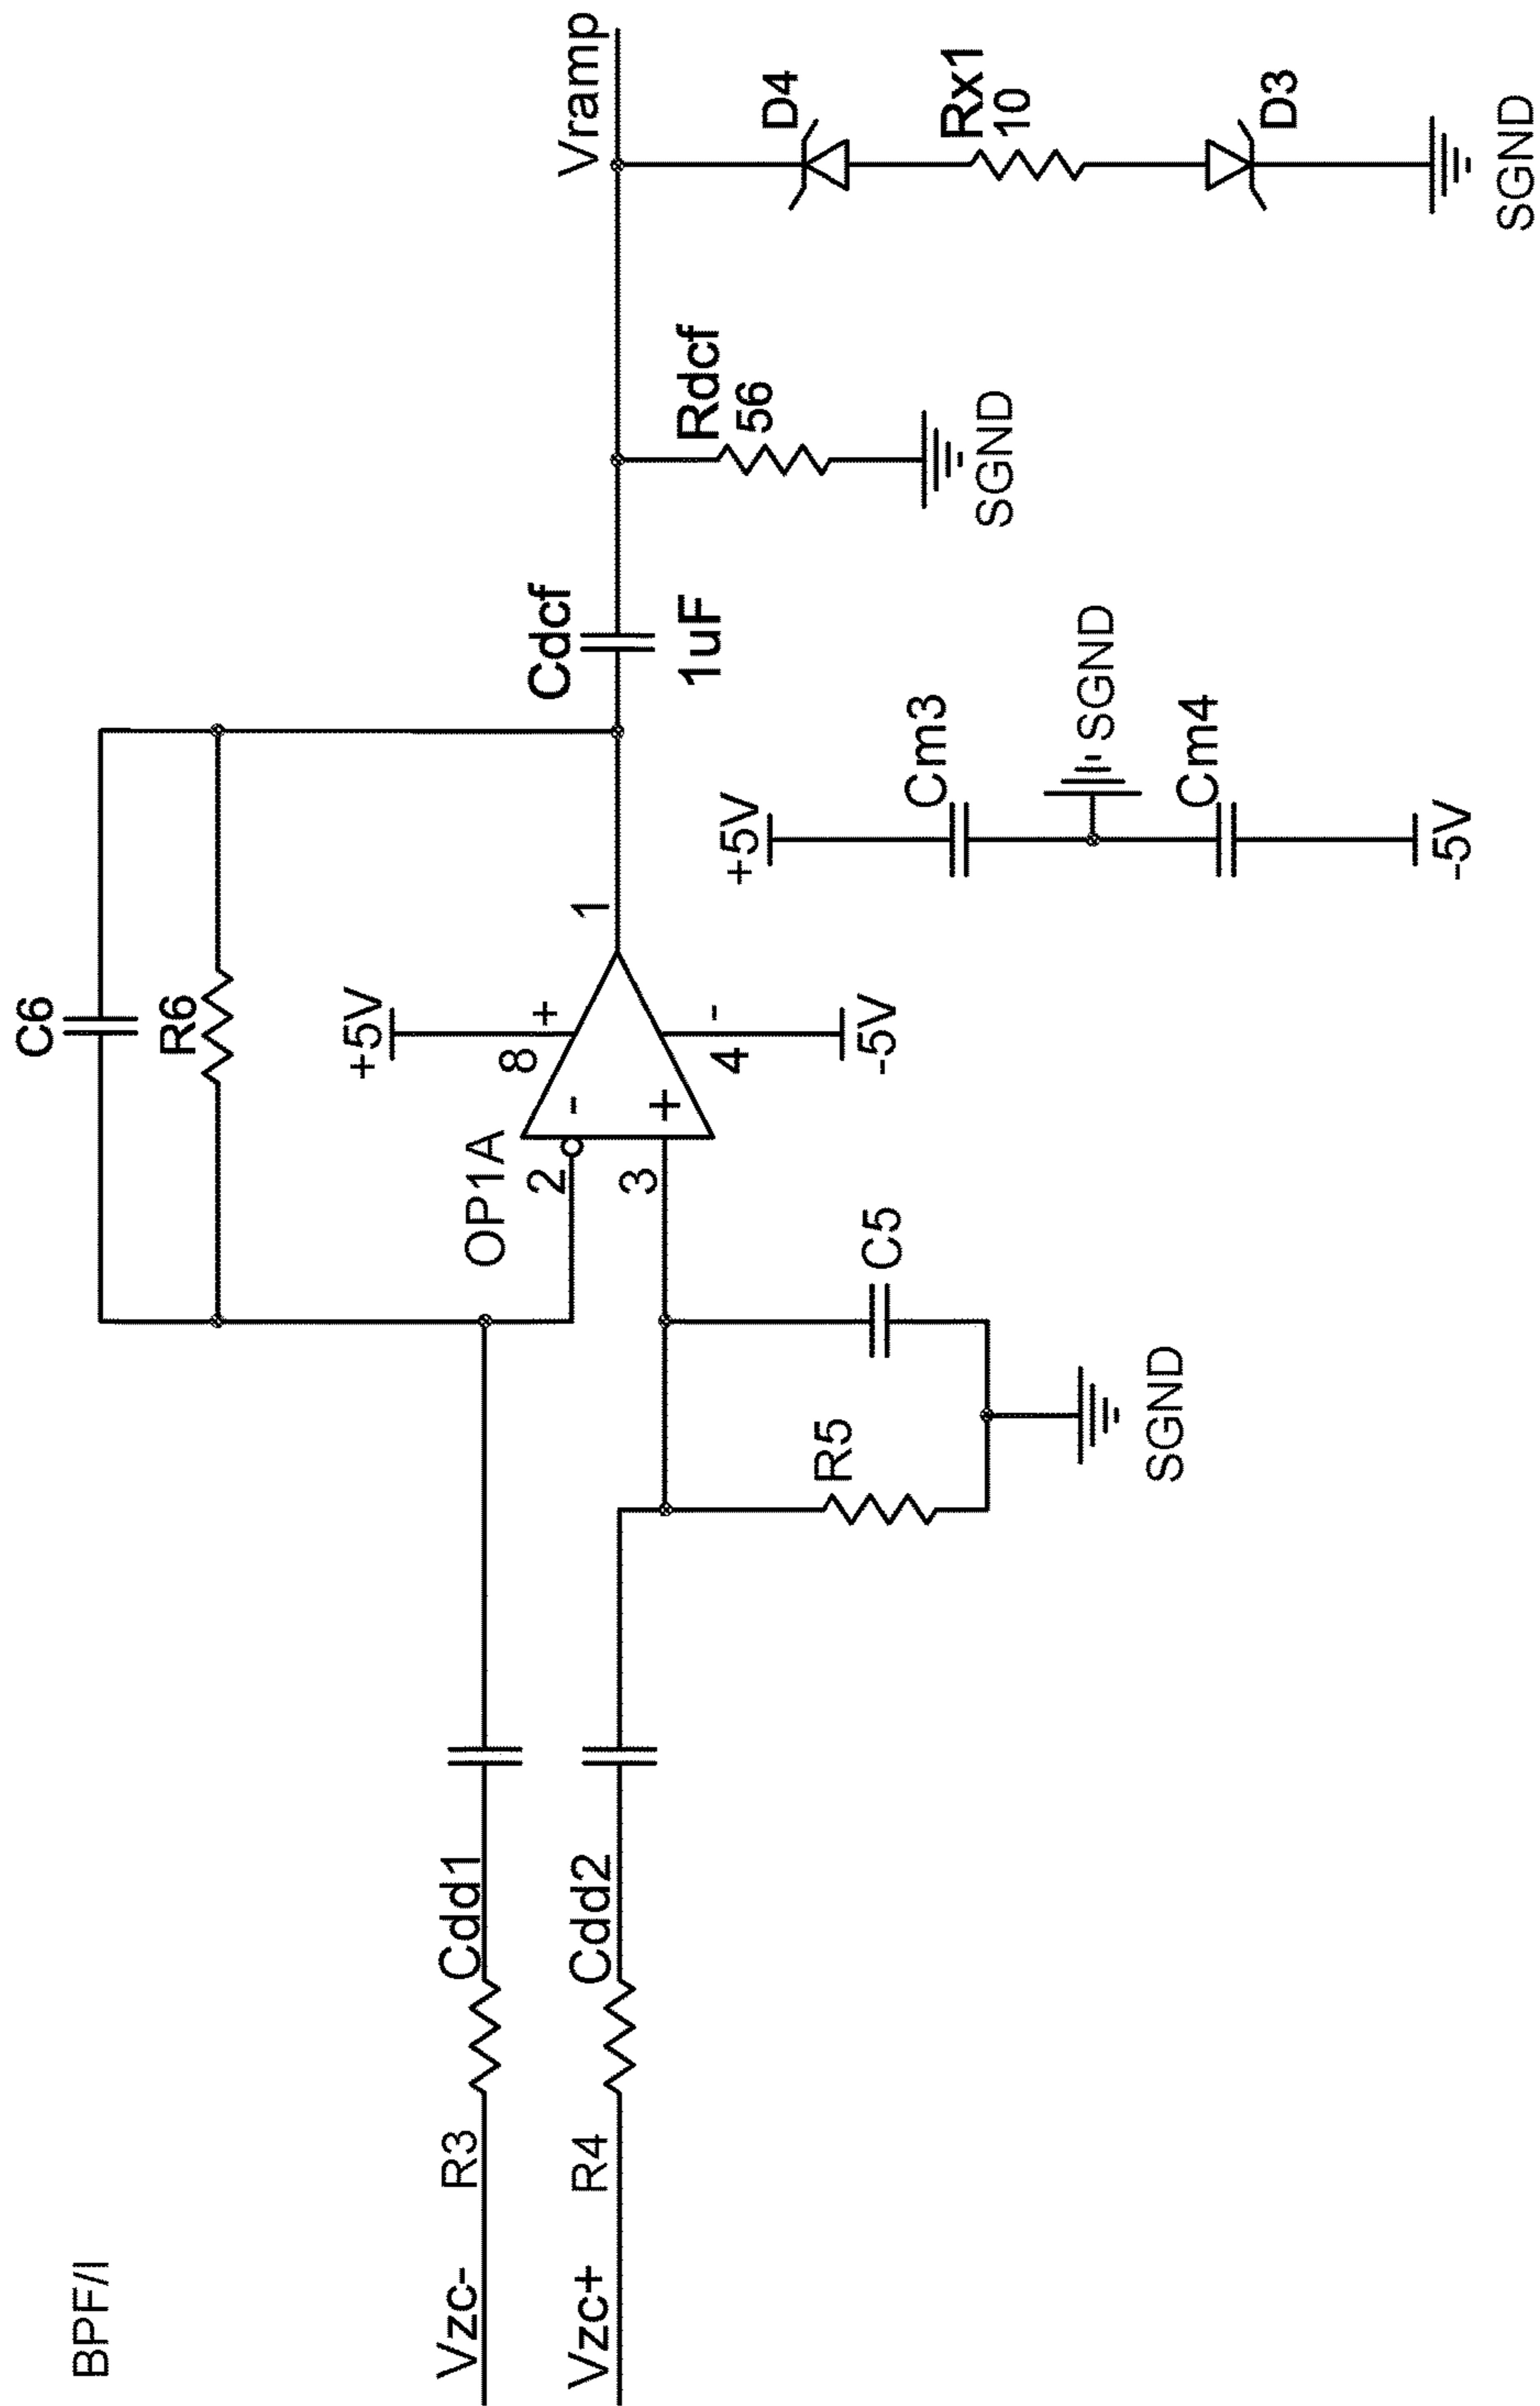 BPF/I
Vzc-
R3
Cdd1
Vzc+
R4
Cdd2
C6
R6
OP1A
2
3
-
+
8
+
+5V
4
-
-5V
1
R5
C5
SGND
Cdcf
1uF
Rdcf
56
SGND
Vramp
D4
Rx1
10
D3
SGND
+5V
Cm3
SGND
Cm4
-5V